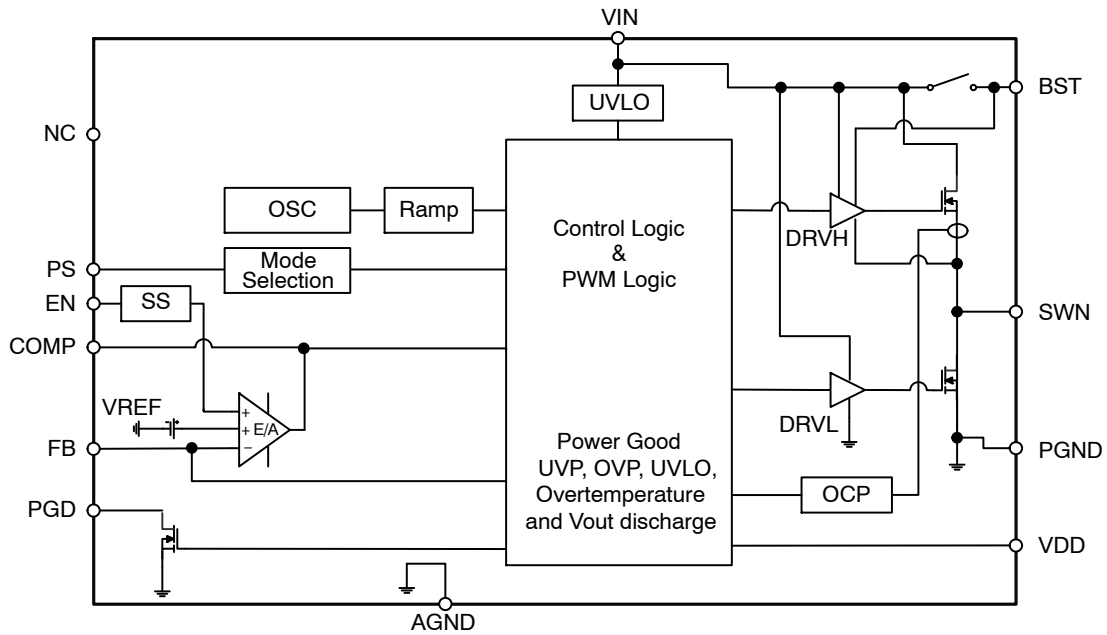 VIN
UVLO
BST
NC
OSC
Ramp
Control Logic
&
PWM Logic
DRVH
PS
Mode
Selection
EN
SS
SWN
COMP
VREF
+
+
E/A
−
DRVL
FB
Power Good
UVP, OVP, UVLO,
Overtemperature
and Vout discharge
PGND
OCP
PGD
VDD
AGND